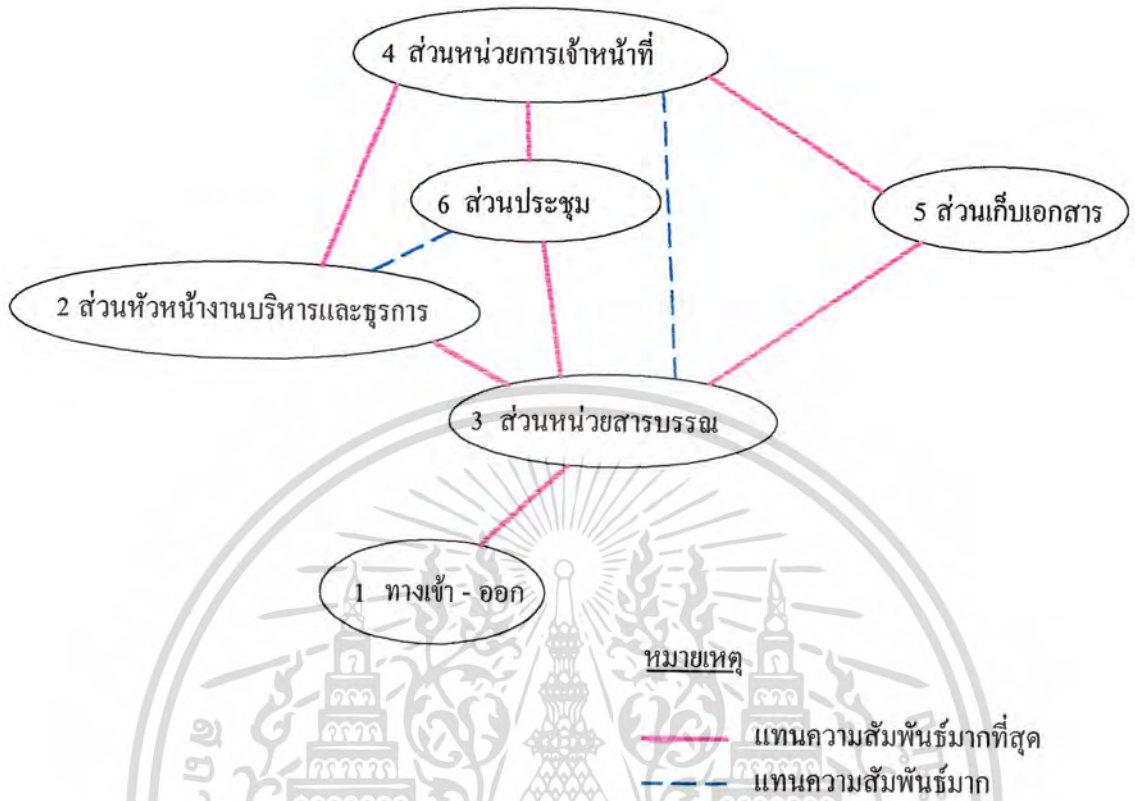 4 ส่วนหน่วยการเจ้าหน้าที่
6 ส่วนประชุม
5 ส่วนเก็บเอกสาร
2 ส่วนหัวหน้างานบริหารและธุรการ
3 ส่วนหน่วยสารบรรณ
1 ทางเข้า - ออก
หมายเหตุ
แทนความสัมพันธ์มากที่สุด
แทนความสัมพันธ์มาก